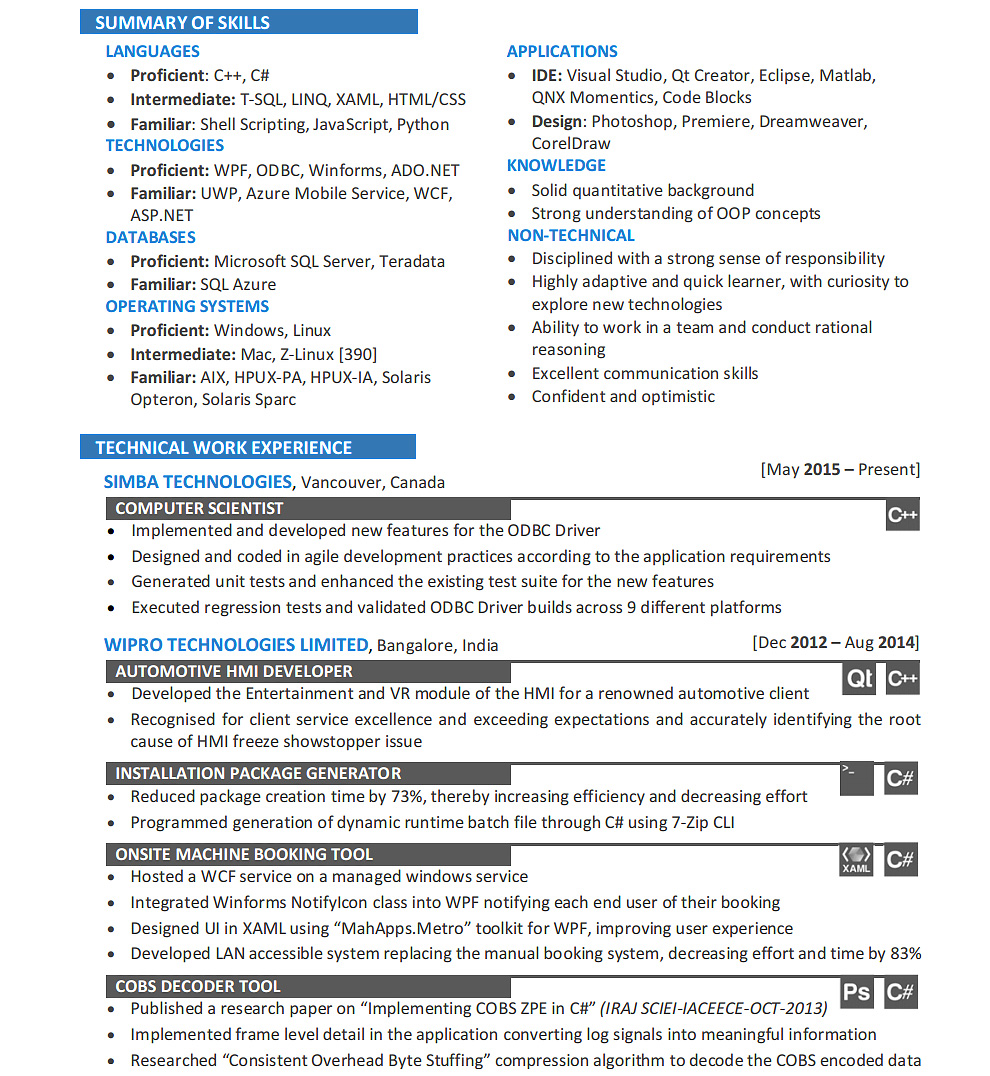 SUMMARY OF SKILLS
LANGUAGES
• Proficient: C++, C#
• Intermediate: T-SQL, LINQ, XAML, HTML/CSS
• Familiar: Shell Scripting, JavaScript, Python
TECHNOLOGIES
• Proficient: WPF, ODBC, Winforms, ADO.NET
• Familiar: UWP, Azure Mobile Service, WCF,
ASP.NET
DATABASES
• Proficient: Microsoft SQL Server, Teradata
• Familiar: SQL Azure
OPERATING SYSTEMS
• Proficient: Windows, Linux
• Intermediate: Mac, Z-Linux [390]
• Familiar: AIX, HPUX-PA, HPUX-IA, Solaris
Opteron, Solaris Sparc
APPLICATIONS
• IDE: Visual Studio, Qt Creator, Eclipse, Matlab,
QNX Momentics, Code Blocks
• Design: Photoshop, Premiere, Dreamweaver,
CorelDraw
KNOWLEDGE
• Solid quantitative background
• Strong understanding of OOP concepts
NON-TECHNICAL
• Disciplined with a strong sense of responsibility
• Highly adaptive and quick learner, with curiosity to
explore new technologies
• Ability to work in a team and conduct rational
reasoning
• Excellent communication skills
• Confident and optimistic
TECHNICAL WORK EXPERIENCE
SIMBA TECHNOLOGIES, Vancouver, Canada [May 2015 – Present]
COMPUTER SCIENTIST C++
• Implemented and developed new features for the ODBC Driver
• Designed and coded in agile development practices according to the application requirements
• Generated unit tests and enhanced the existing test suite for the new features
• Executed regression tests and validated ODBC Driver builds across 9 different platforms
WIPRO TECHNOLOGIES LIMITED, Bangalore, India [Dec 2012 – Aug 2014]
AUTOMOTIVE HMI DEVELOPER Qt C++
• Developed the Entertainment and VR module of the HMI for a renowned automotive client
• Recognised for client service excellence and exceeding expectations and accurately identifying the root
cause of HMI freeze showstopper issue
INSTALLATION PACKAGE GENERATOR >_ C#
• Reduced package creation time by 73%, thereby increasing efficiency and decreasing effort
• Programmed generation of dynamic runtime batch file through C# using 7-Zip CLI
ONSITE MACHINE BOOKING TOOL XAML C#
• Hosted a WCF service on a managed windows service
• Integrated Winforms NotifyIcon class into WPF notifying each end user of their booking
• Designed UI in XAML using “MahApps.Metro” toolkit for WPF, improving user experience
• Developed LAN accessible system replacing the manual booking system, decreasing effort and time by 83%
COBS DECODER TOOL Ps C#
• Published a research paper on “Implementing COBS ZPE in C#” (IRAJ SCIEI-IACEECE-OCT-2013)
• Implemented frame level detail in the application converting log signals into meaningful information
• Researched “Consistent Overhead Byte Stuffing” compression algorithm to decode the COBS encoded data